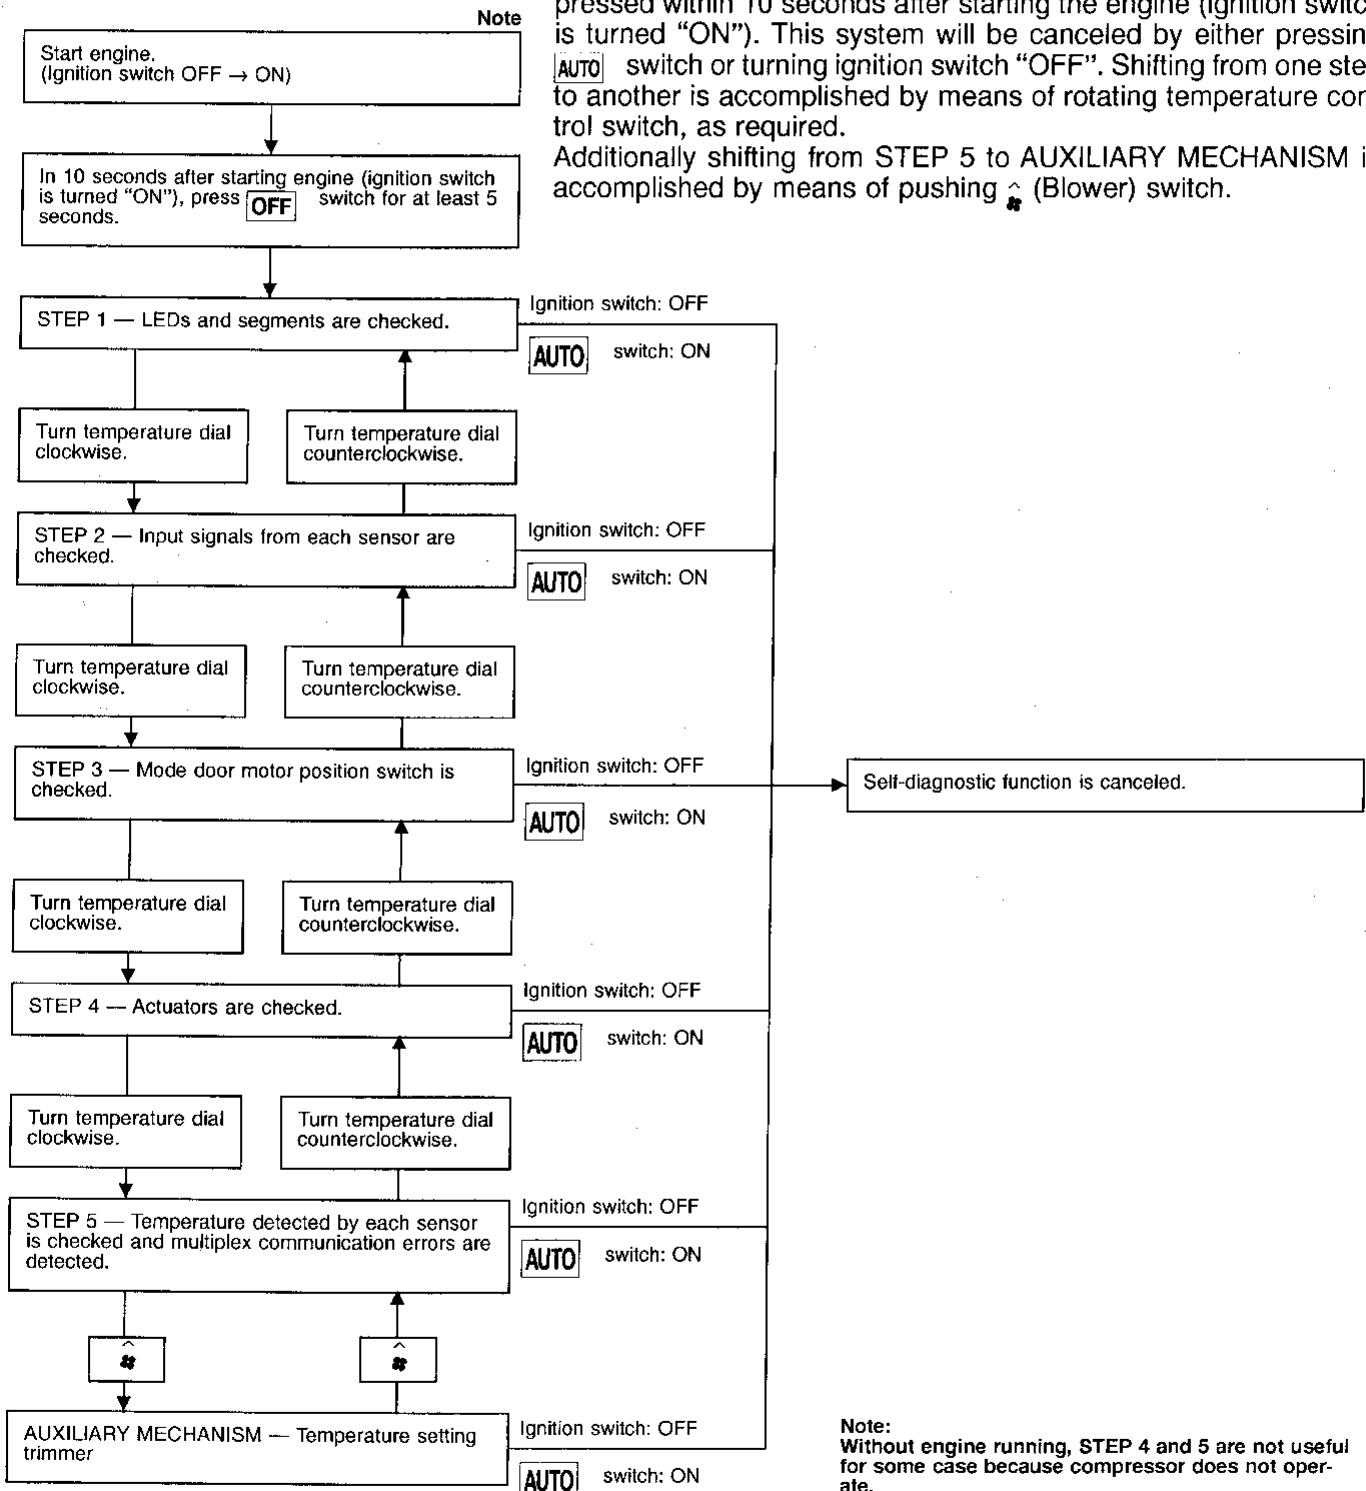 pressed within 10 seconds after starting the engine (ignition switc
is turned “ON”). This system will be canceled by either pressin
AUTO switch or turning ignition switch “OFF”. Shifting from one ste
to another is accomplished by means of rotating temperature con
trol switch, as required.
Additionally shifting from STEP 5 to AUXILIARY MECHANISM i
accomplished by means of pushing (Blower) switch.
Note
Start engine.
(Ignition switch OFF → ON)
In 10 seconds after starting engine (ignition switch
is turned “ON”), press OFF switch for at least 5
seconds.
STEP 1 — LEDs and segments are checked.
Ignition switch: OFF
AUTO switch: ON
Turn temperature dial
clockwise.
Turn temperature dial
counterclockwise.
STEP 2 — Input signals from each sensor are
checked.
Ignition switch: OFF
AUTO switch: ON
Turn temperature dial
clockwise.
Turn temperature dial
counterclockwise.
STEP 3 — Mode door motor position switch is
checked.
Ignition switch: OFF
AUTO switch: ON
Self-diagnostic function is canceled.
Turn temperature dial
clockwise.
Turn temperature dial
counterclockwise.
STEP 4 — Actuators are checked.
Ignition switch: OFF
AUTO switch: ON
Turn temperature dial
clockwise.
Turn temperature dial
counterclockwise.
STEP 5 — Temperature detected by each sensor
is checked and multiplex communication errors are
detected.
Ignition switch: OFF
AUTO switch: ON
AUXILIARY MECHANISM — Temperature setting
trimmer
Ignition switch: OFF
AUTO switch: ON
Note:
Without engine running, STEP 4 and 5 are not useful
for some case because compressor does not oper-
ate.